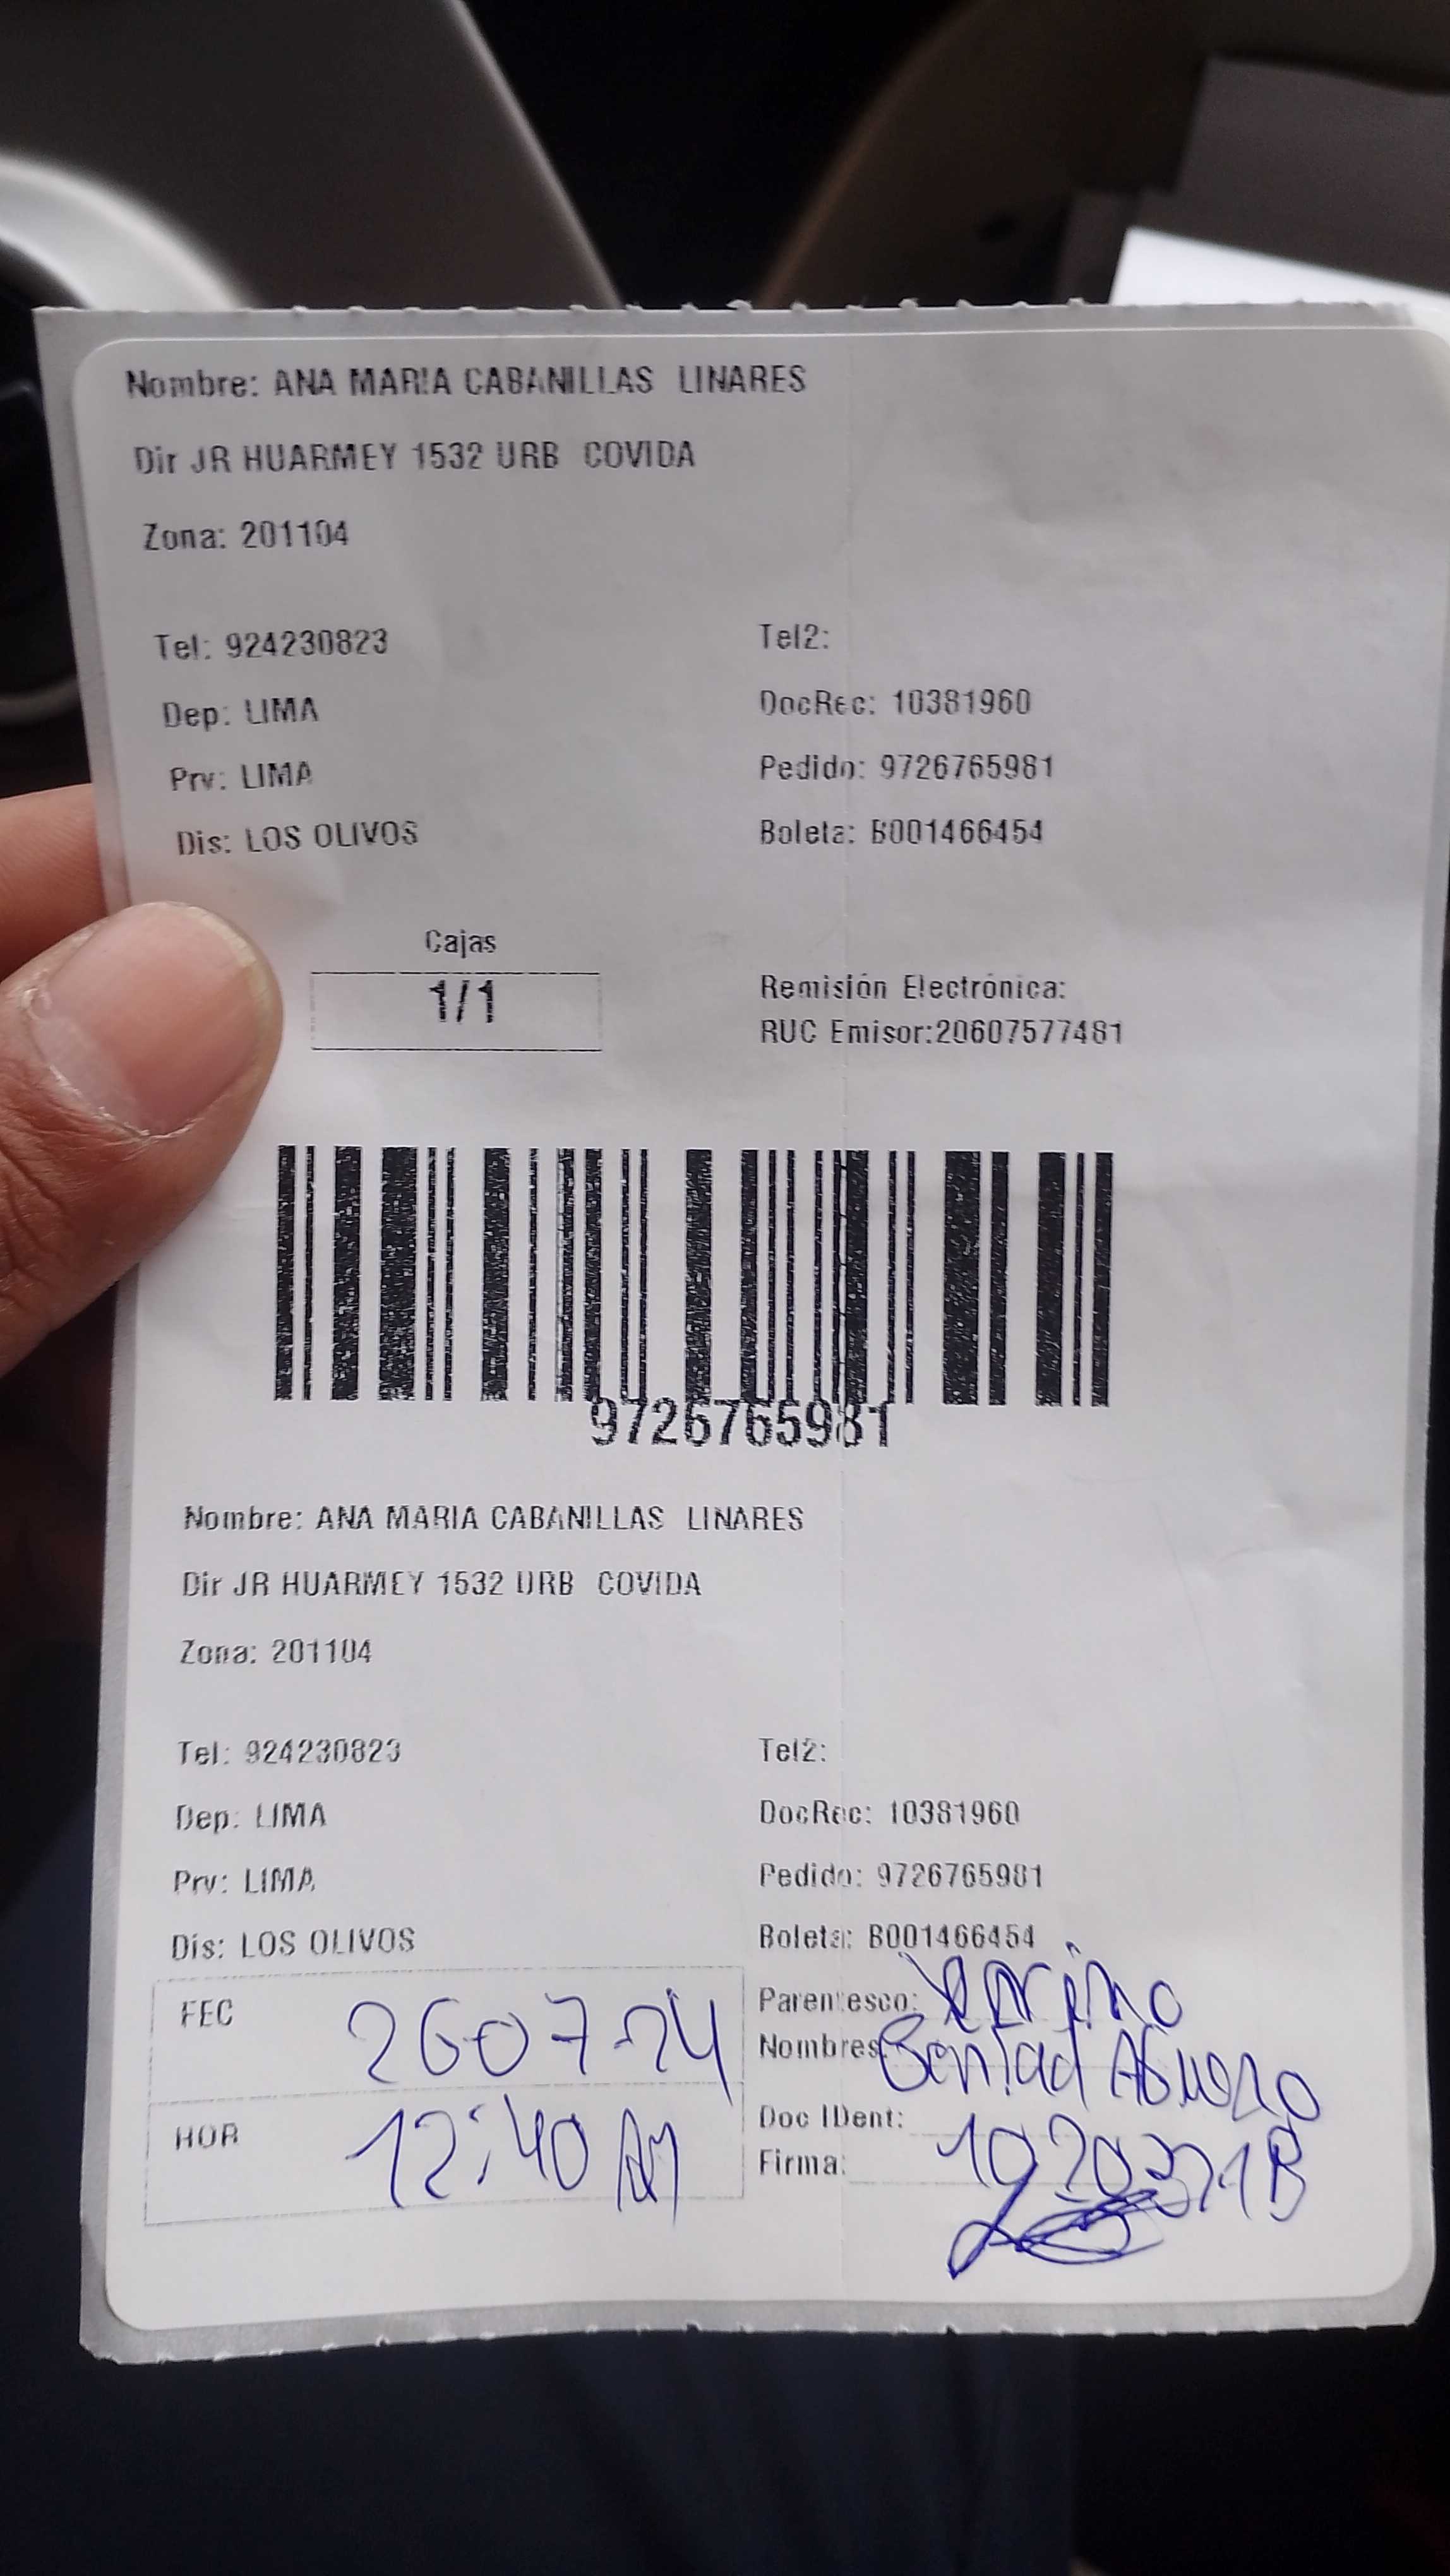 Nombre: ANA MARIA CABANILLAS LINARES
Dir JR HUARMEY 1532 URB COVIDA
Zona: 201104
Tel: 924230823 Tel2:
Dep: LIMA DocRec: 10381960
Prv: LIMA Pedido: 9726765981
Dis: LOS OLIVOS Boleta: B001466454
Cajas
1/1
Remisión Electrónica:
RUC Emisor:20607577481
9726765981
Nombre: ANA MARIA CABANILLAS LINARES
Dir JR HUARMEY 1532 URB COVIDA
Zona: 201104
Tel: 924230823 Tel2:
Dep: LIMA DocRec: 10381960
Prv: LIMA Pedido: 9726765981
Dis: LOS OLIVOS Boleta: B001466454
FEC 260724 Parentesco:
Nombres:
HOR 12:40 Doc IDent:
Firma: